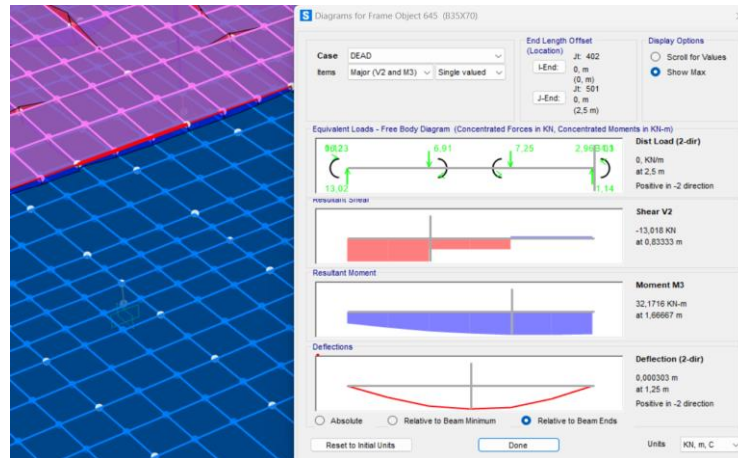 Diagrams for Frame Object 645 (B35X70)
Case DEAD
Items Major (V2 and M3) Single valued
End Length Offset
(Location)
I-End: Jt: 402
0, m
(0, m)
J-End: Jt: 501
0, m
(2,5 m)
Display Options
Scroll for Values
Show Max
Equivalent Loads - Free Body Diagram (Concentrated Forces in KN, Concentrated Moments in KN-m)
6,91
7,25
13,02
Dist Load (2-dir)
0, KN/m
at 2,5 m
Positive in -2 direction
Resultant Shear
Shear V2
-13,018 KN
at 0,83333 m
Resultant Moment
Moment M3
32,1716 KN-m
at 1,66667 m
Deflections
Deflection (2-dir)
0,000303 m
at 1,25 m
Positive in -2 direction
Absolute
Relative to Beam Minimum
Relative to Beam Ends
Reset to Initial Units
Done
Units KN, m, C